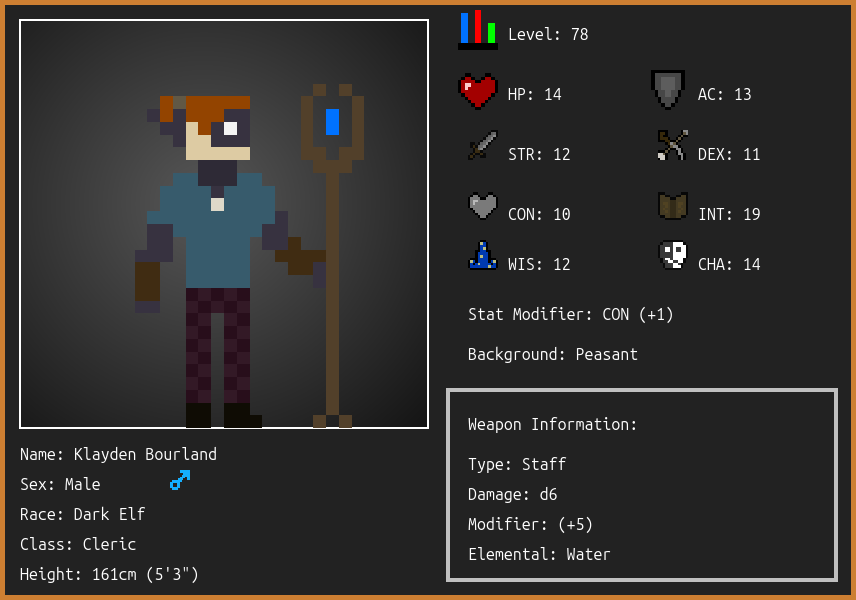 Level: 78
HP: 14
AC: 13
STR: 12
DEX: 11
CON: 10
INT: 19
WIS: 12
CHA: 14
Stat Modifier: CON (+1)
Background: Peasant
Weapon Information:
Type: Staff
Damage: d6
Modifier: (+5)
Elemental: Water
Name: Klayden Bourland
Sex: Male
Race: Dark Elf
Class: Cleric
Height: 161cm (5'3")